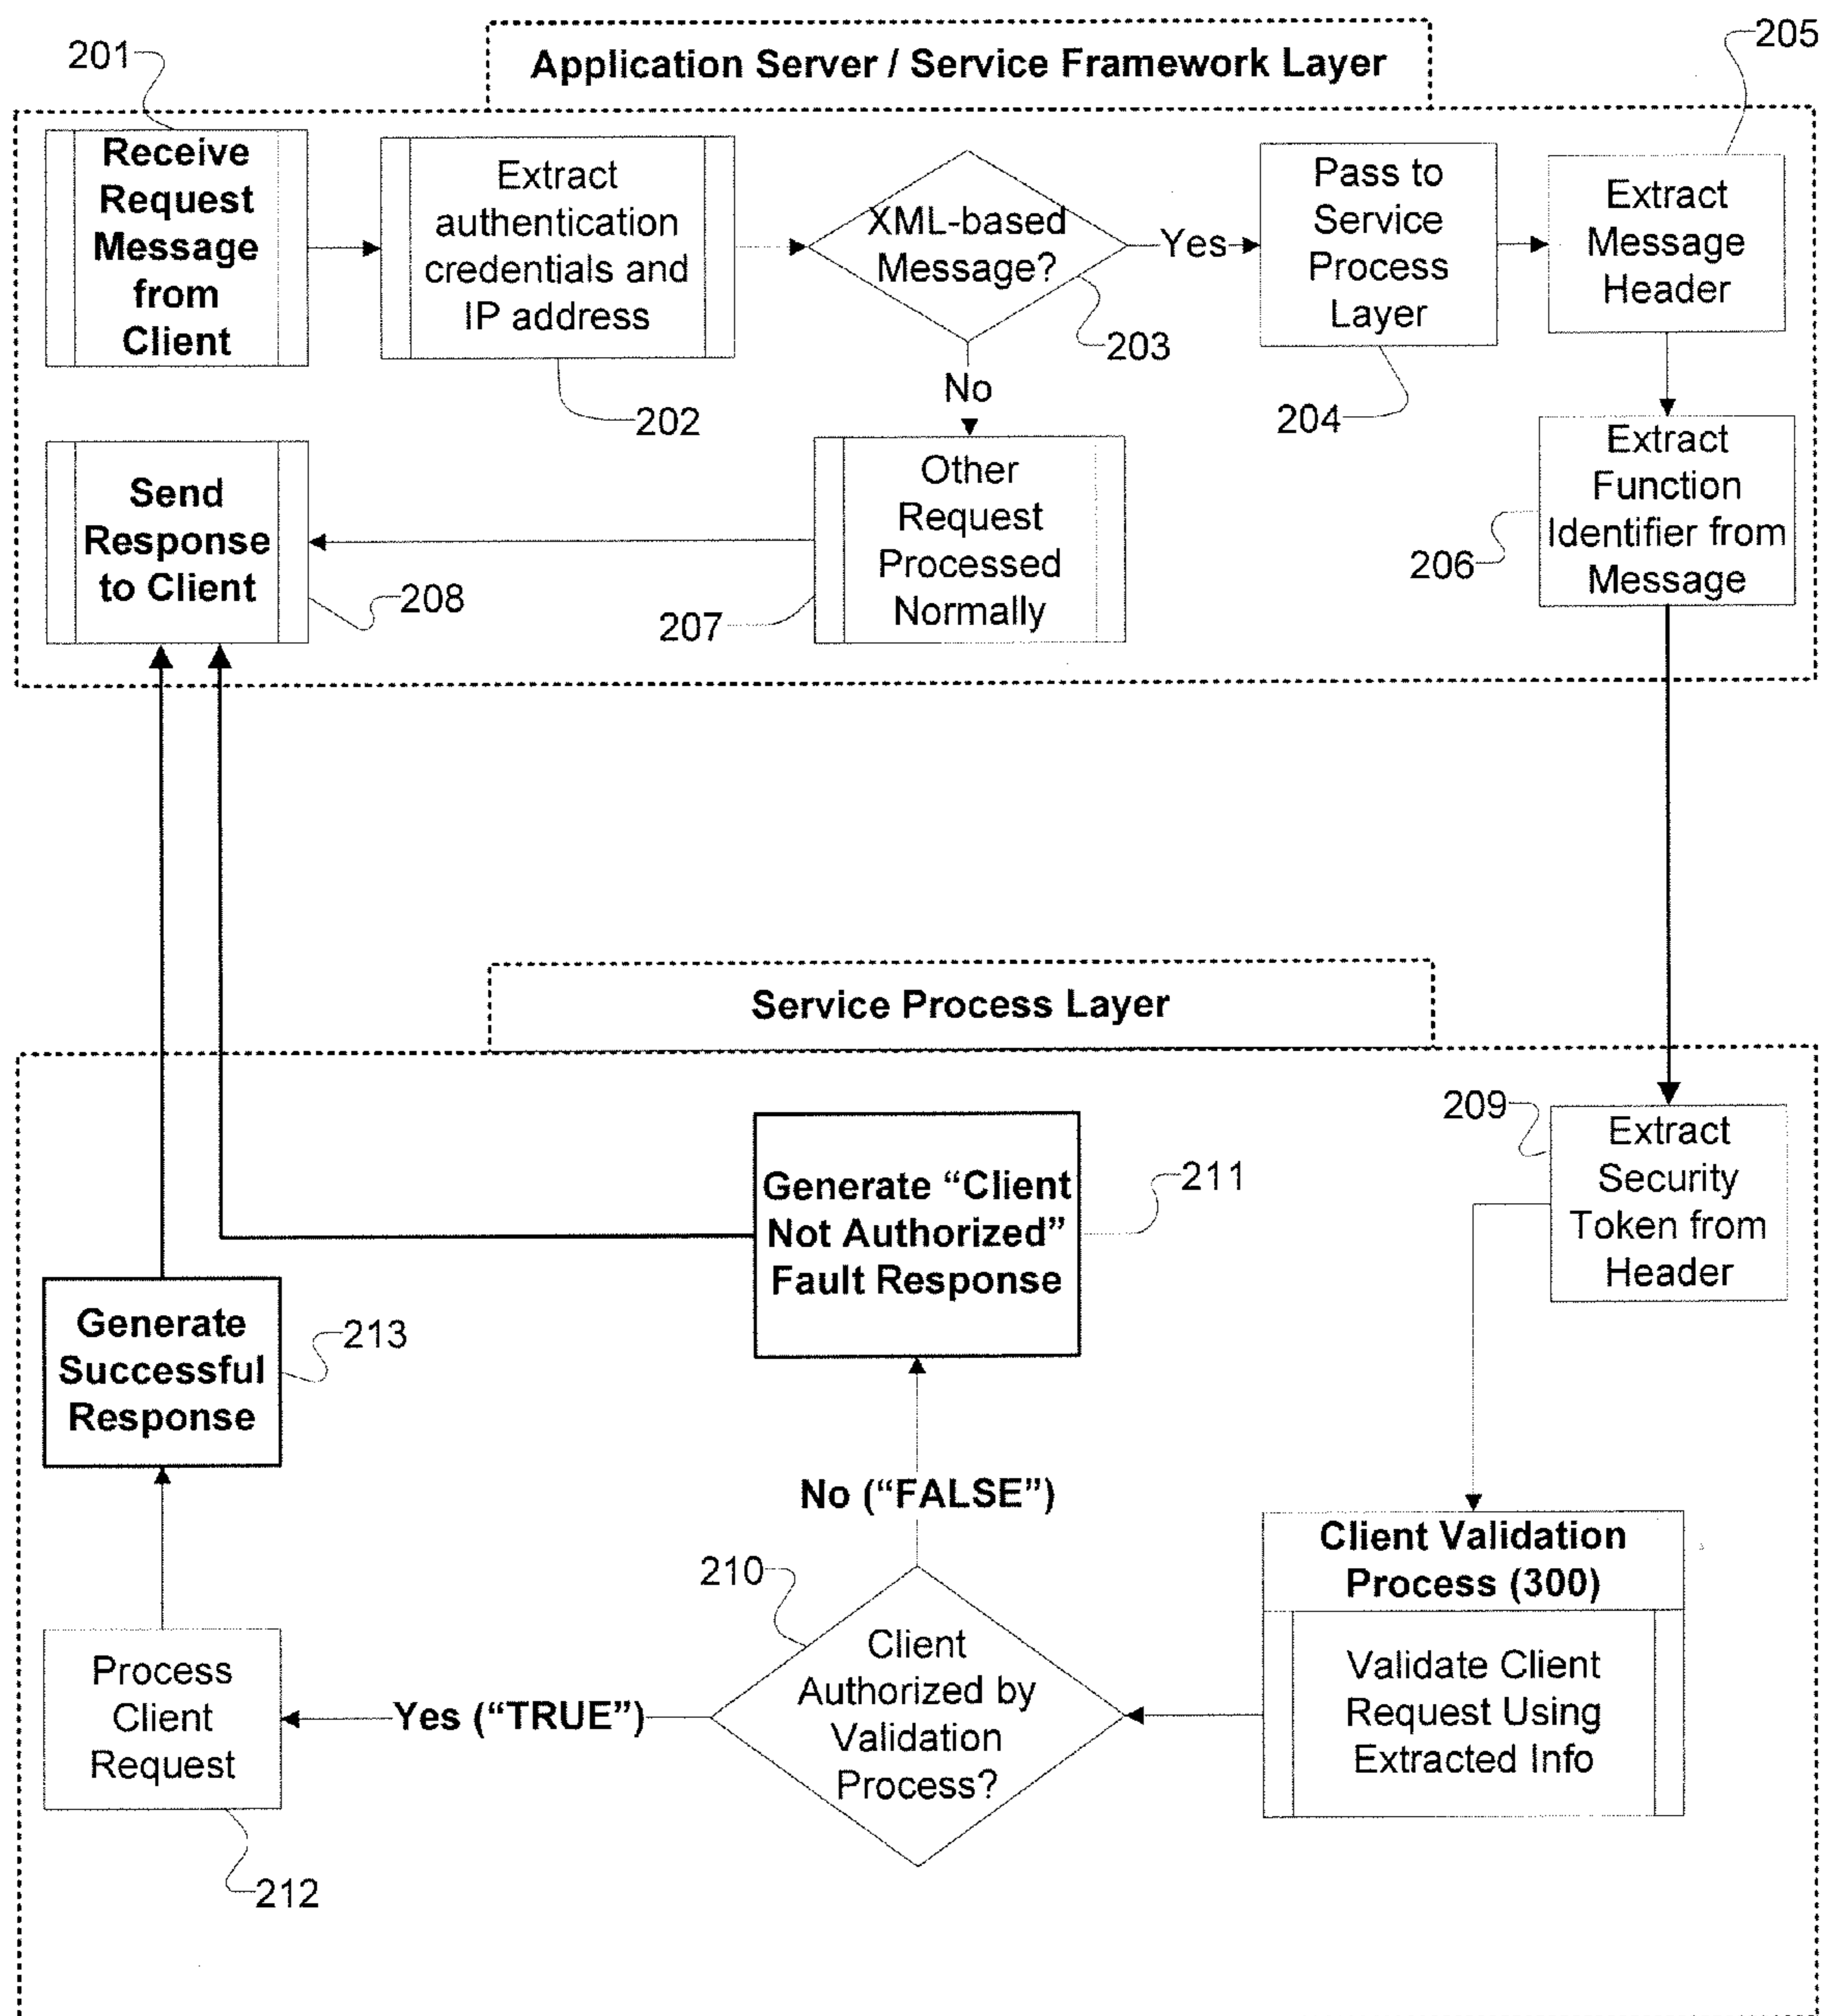 201
Application Server / Service Framework Layer
205
Receive
Request
Message
from
Client
Extract
authentication
credentials and
IP address
202
XML-based
Message?
203
Yes
No
Pass to
Service
Process
Layer
204
Extract
Message
Header
Extract
Function
Identifier from
Message
206
Other
Request
Processed
Normally
207
Send
Response
to Client
208
Service Process Layer
209
Extract
Security
Token from
Header
Client Validation
Process (300)
Validate Client
Request Using
Extracted Info
210
Client
Authorized by
Validation
Process?
No (“FALSE”)
Generate “Client
Not Authorized”
Fault Response
211
Yes (“TRUE”)
Process
Client
Request
212
Generate
Successful
Response
213